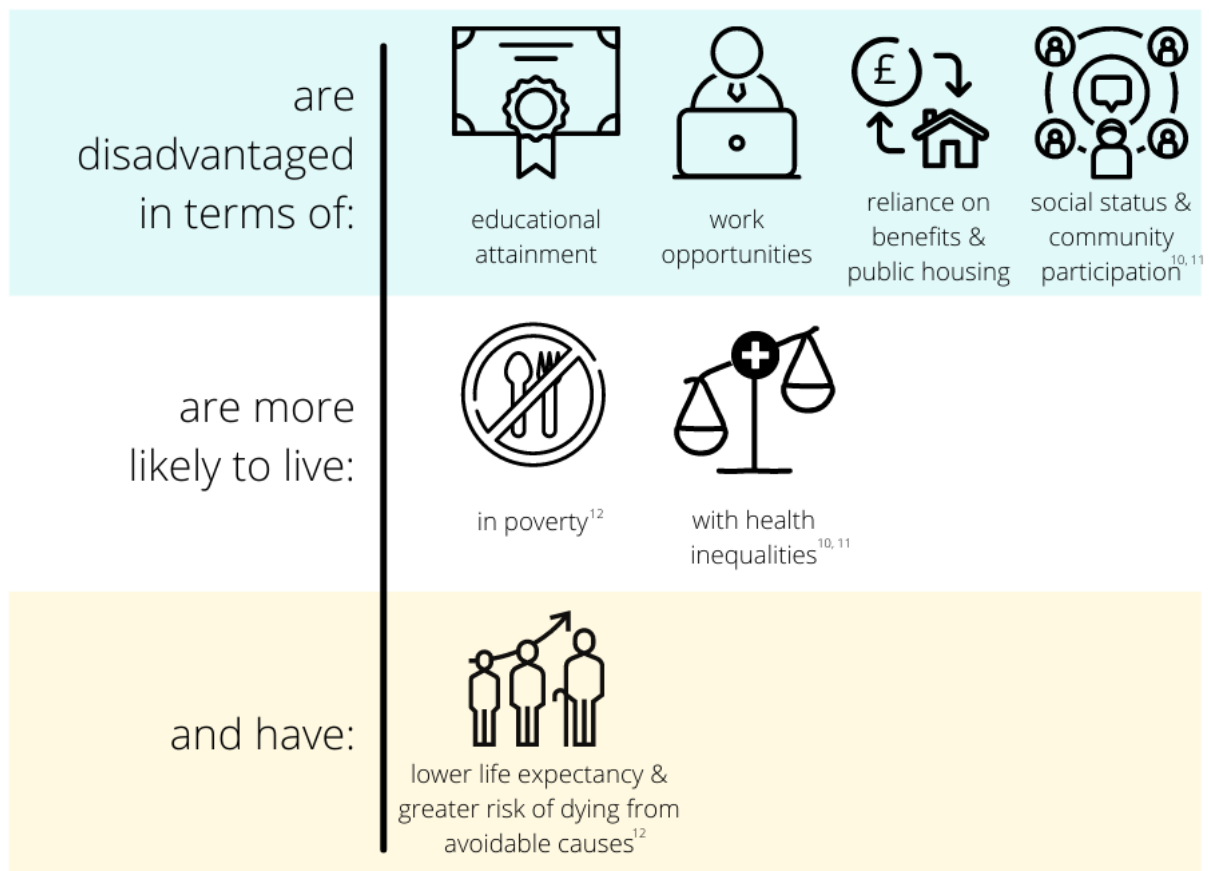 are
disadvantaged
in terms of:
£
educational
attainment
work
opportunities
reliance on
benefits &
public housing
social status &
community
participation10, 11
are more
likely to live:
in poverty12
with health
inequalities10, 11
and have:
lower life expectancy &
greater risk of dying from
avoidable causes12